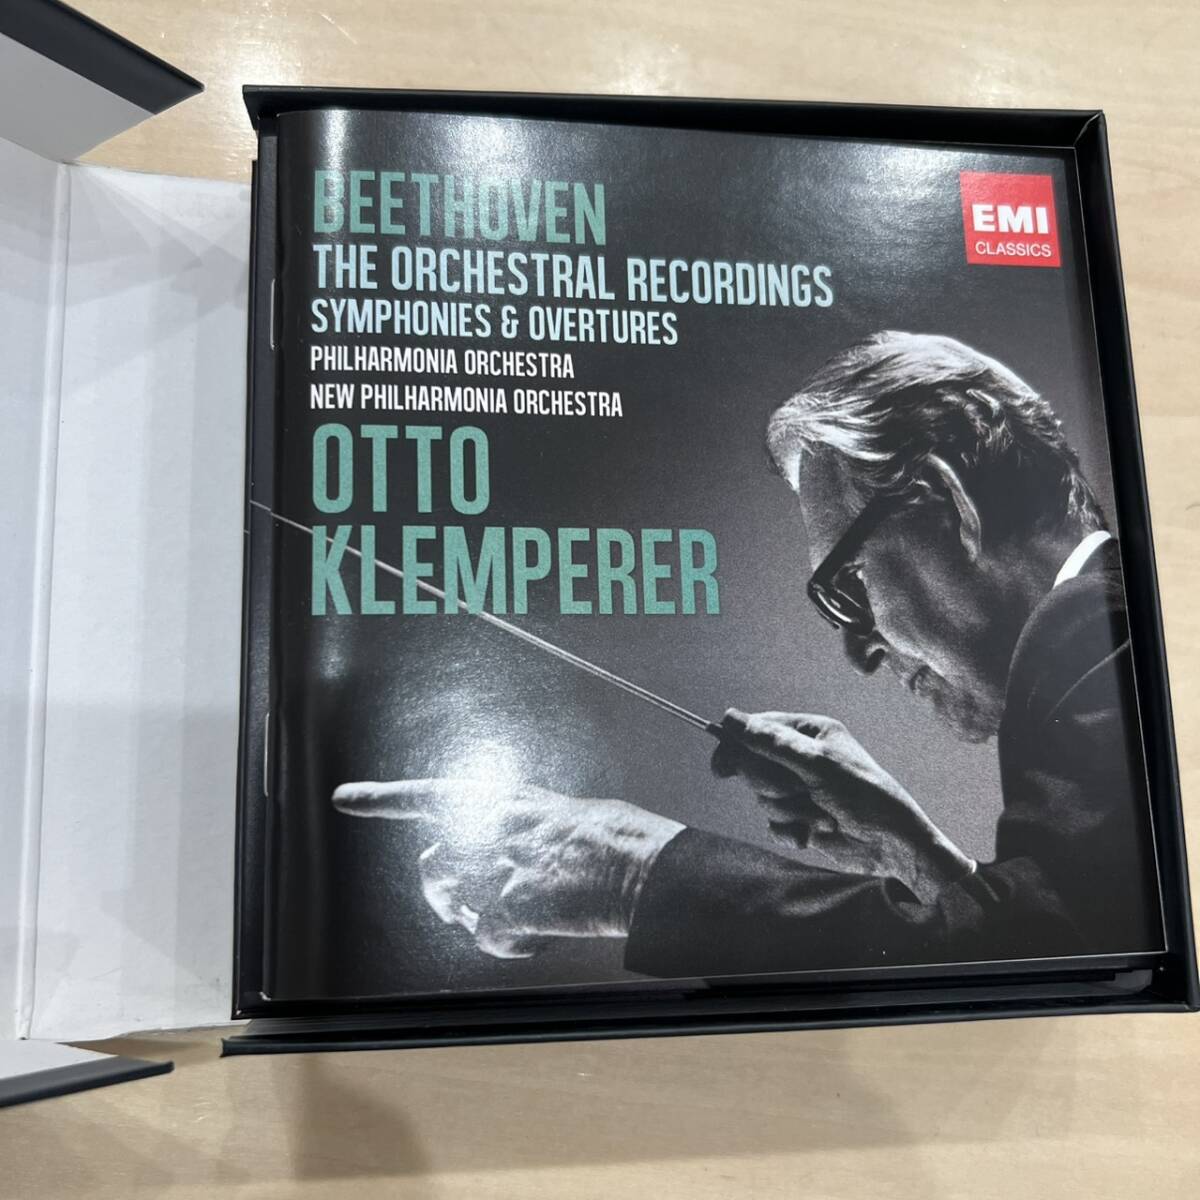 BEETHOVEN
THE ORCHESTRAL RECORDINGS
SYMPHONIES & OVERTURES
PHILHARMONIA ORCHESTRA
NEW PHILHARMONIA ORCHESTRA
OTTO
KLEMPERER
EMI
CLASSICS